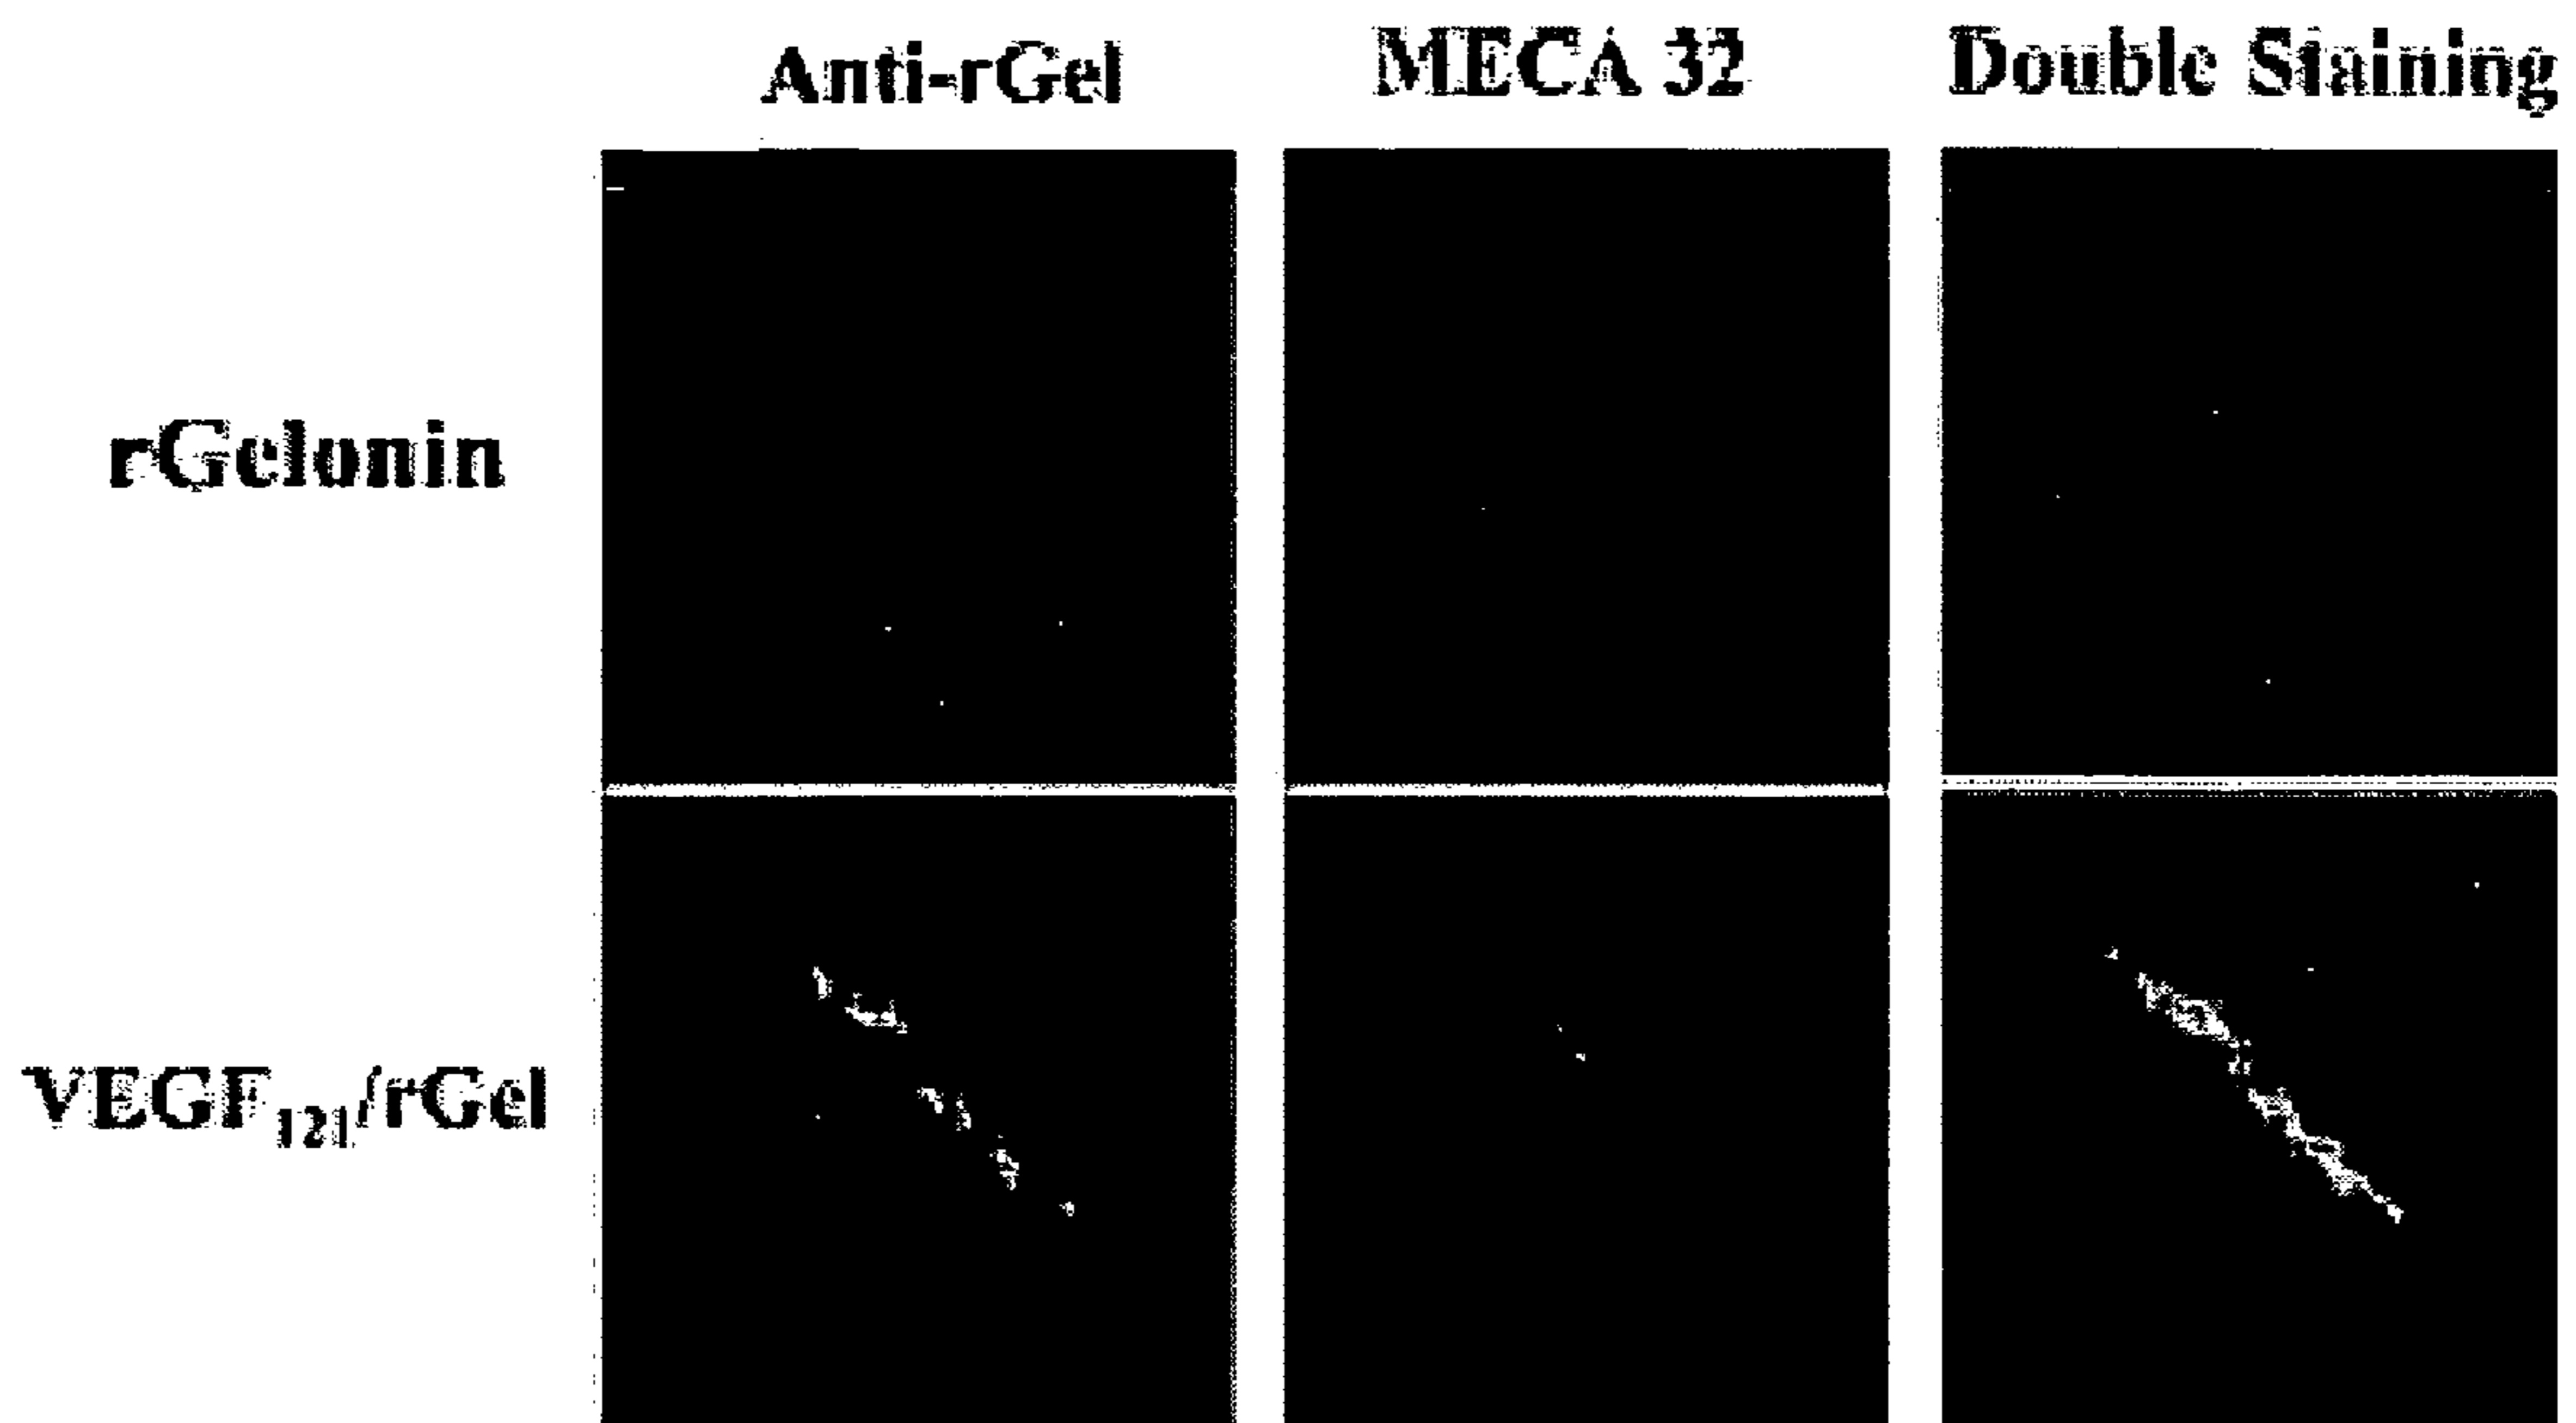 Anti-rGel MECA 32 Double Staining
rGelonin
VEGF₁₂₁/rGel